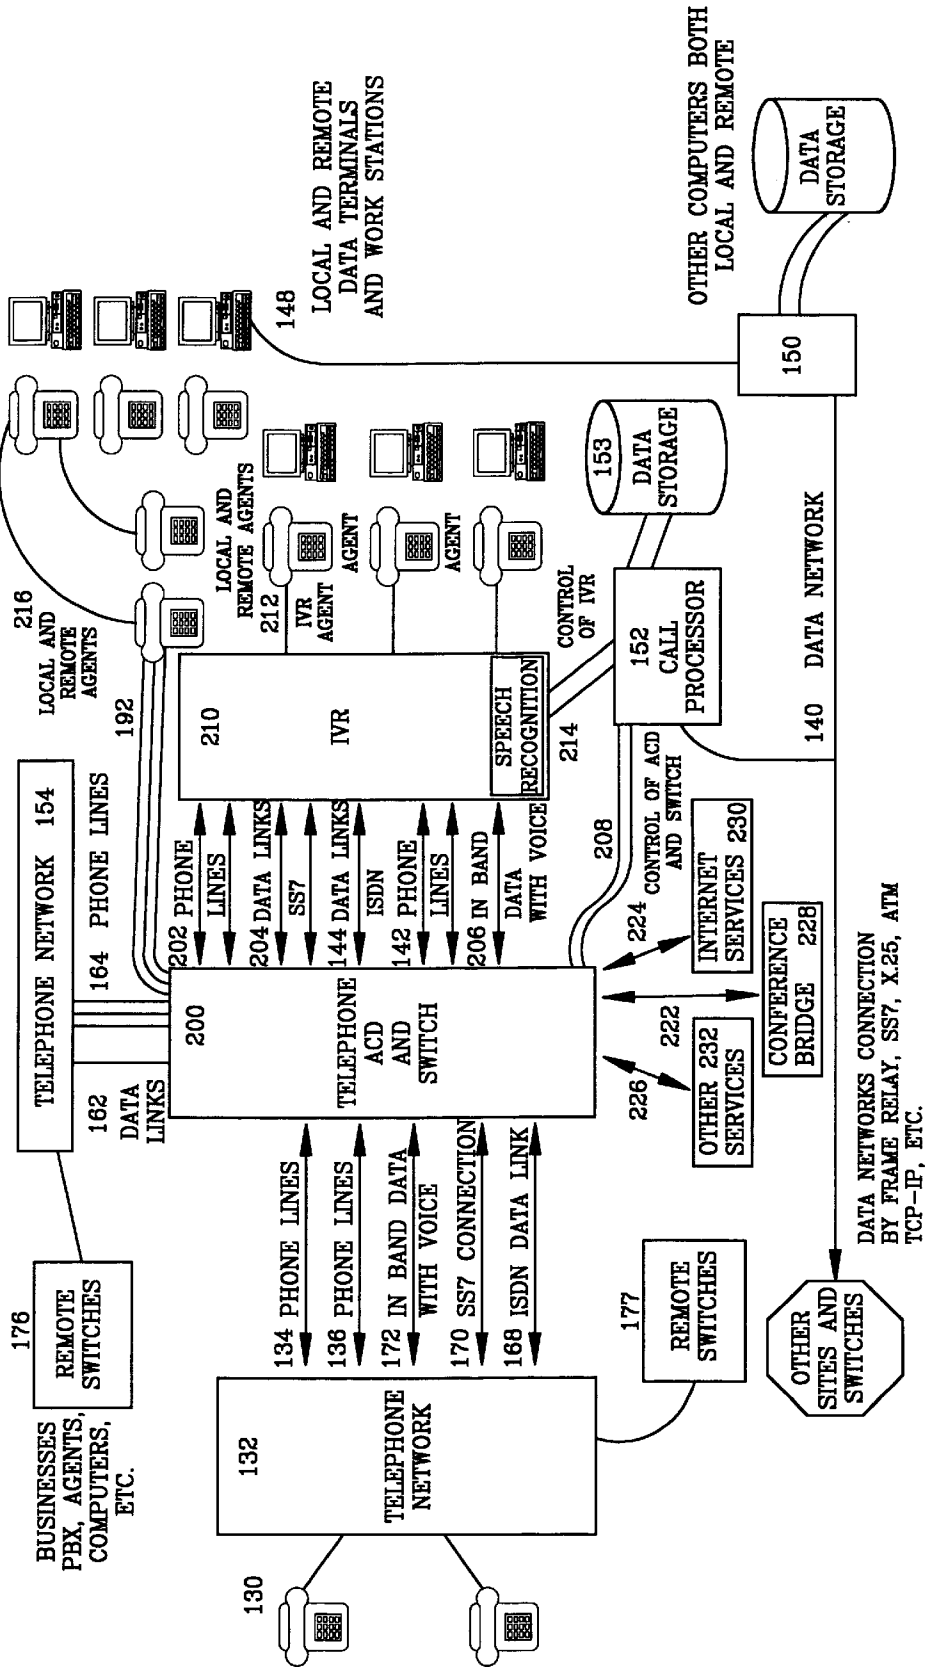 BUSINESSES
PBX, AGENTS,
COMPUTERS,
ETC.
176
REMOTE
SWITCHES
TELEPHONE NETWORK 154
162
DATA
LINKS
164 PHONE LINES
192
216
LOCAL AND
REMOTE
AGENTS
LOCAL AND
REMOTE AGENTS
148
LOCAL AND REMOTE
DATA TERMINALS
AND WORK STATIONS
130
132
TELEPHONE
NETWORK
134 PHONE LINES
136 PHONE LINES
172 IN BAND DATA
WITH VOICE
170 SS7 CONNECTION
168 ISDN DATA LINK
177
REMOTE
SWITCHES
200
TELEPHONE
ACD
AND
SWITCH
202 PHONE
LINES
204 DATA LINKS
SS7
144 DATA LINKS
ISDN
142 PHONE
LINES
206 IN BAND
DATA
WITH VOICE
210
IVR
SPEECH
RECOGNITION
212
IVR
AGENT
AGENT
AGENT
214
CONTROL
OF IVR
153
DATA
STORAGE
152
CALL
PROCESSOR
208
CONTROL OF ACD
AND SWITCH
224
INTERNET
SERVICES 230
222
CONFERENCE
BRIDGE 228
226
OTHER 232
SERVICES
OTHER COMPUTERS BOTH
LOCAL AND REMOTE
150
DATA
STORAGE
140 DATA NETWORK
OTHER
SITES AND
SWITCHES
DATA NETWORKS CONNECTION
BY FRAME RELAY, SS7, X.25, ATM
TCP-IP, ETC.